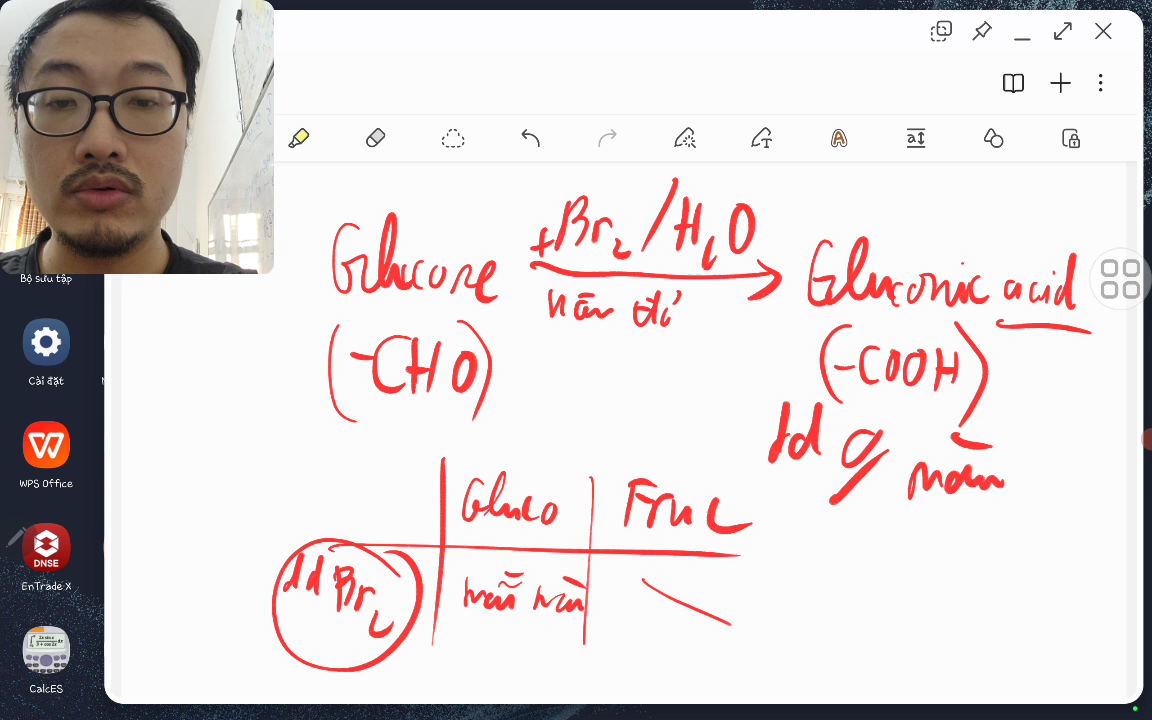 Bộ sưu tập
Cài đặt
WPS Office
DNSE
EnTrade X
CalcES
Glucose +Br2/H2O Gluconic acid
nâu đỏ
(-CHO) (-COOH)
dd ∅ màu
Gluco Fruc
dd Br2 mất màu